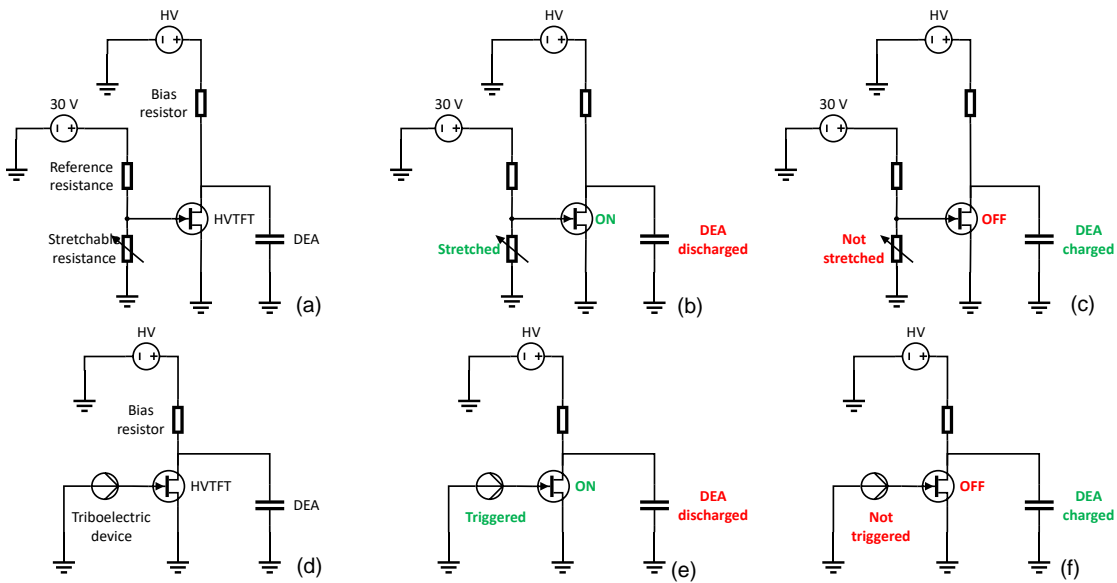 HV
Bias
resistor
30 V
Reference
resistance
HVTFT
Stretchable
resistance
DEA
(a)
HV
30 V
ON
Stretched
DEA
discharged
(b)
HV
30 V
OFF
Not
stretched
DEA
charged
(c)
HV
Bias
resistor
HVTFT
DEA
Triboelectric
device
(d)
HV
ON
Triggered
DEA
discharged
(e)
HV
OFF
Not
triggered
DEA
charged
(f)